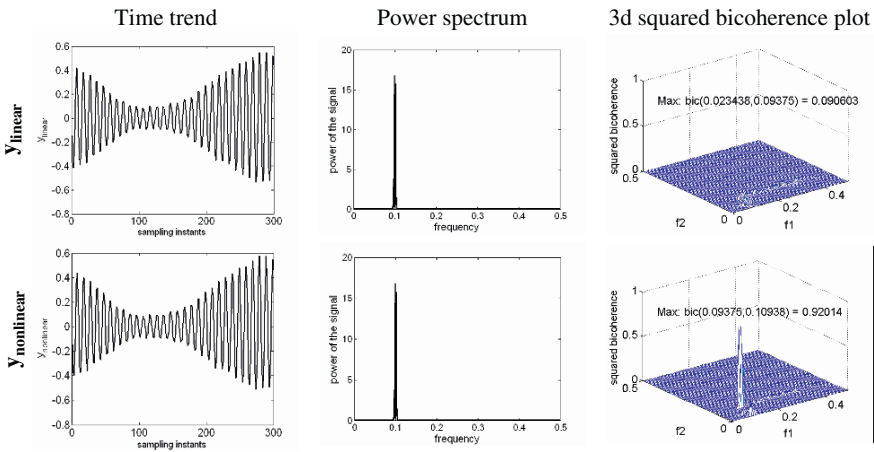 Time trend
Power spectrum
3d squared bicoherence plot
y linear
0.6
0.4
0.2
0
-0.2
-0.4
-0.6
-0.8
0 100 200 300
y linear
sampling instants
20
15
10
5
0
0 0.1 0.2 0.3 0.4 0.5
power of the signal
frequency
Max: bic(0.023438,0.09375) = 0.090603
1
0.5
0
0.5
0 0
0.2
0.4
squared bicoherence
f2
f1
y nonlinear
0.6
0.4
0.2
0
-0.2
-0.4
-0.6
-0.8
0 100 200 300
y nonlinear
sampling instants
20
15
10
5
0
0 0.1 0.2 0.3 0.4 0.5
power of the signal
frequency
Max: bic(0.09375,0.10938) = 0.92014
1
0.5
0
0.5
0 0
0.2
0.4
squared bicoherence
f2
f1